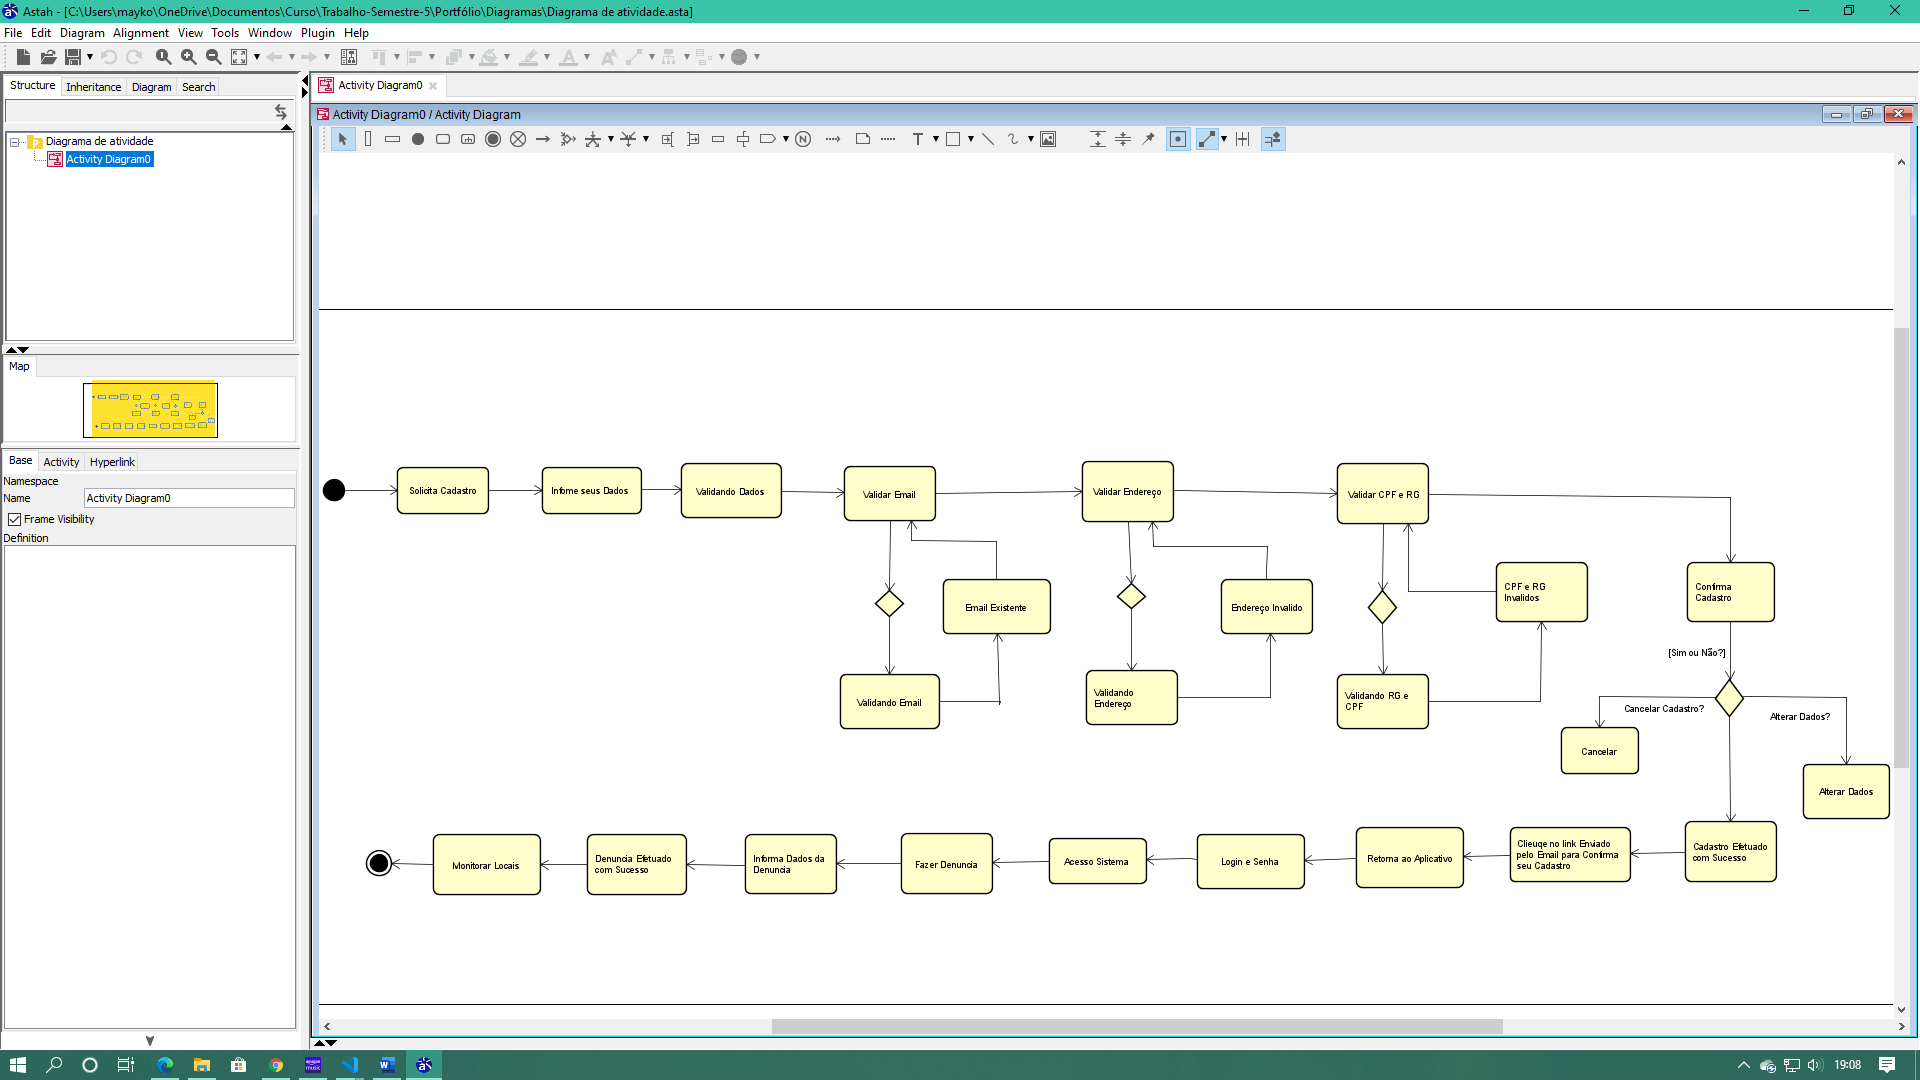 Astah - [C:\Users\mayko\OneDrive\Documentos\Curso\Trabalho-Semestre-5\Portfólio\Diagramas\Diagrama de atividade.asta]
File Edit Diagram Alignment View Tools Window Plugin Help
Structure Inheritance Diagram Search
Activity Diagram0
Activity Diagram0 / Activity Diagram
Diagrama de atividade
Activity Diagram0
Map
Base Activity Hyperlink
Namespace
Name Activity Diagram0
Frame Visibility
Definition
Solicita Cadastro
Infome seus Dados
Validando Dados
Validar Email
Validar Endereço
Validar CPF e RG
Email Existente
Endereço Invalido
CPF e RG
Invalidos
Confirma
Cadastro
[Sim ou Não?]
Validando Email
Validando
Endereço
Validando RG e
CPF
Cancelar Cadastro?
Alterar Dados?
Cancelar
Alterar Dados
Monitorar Locais
Denuncia Efetuado
com Sucesso
Informa Dados da
Denuncia
Fazer Denuncia
Acesso Sistema
Login e Senha
Retorna ao Aplicativo
Clieuqe no link Enviado
pelo Email para Confirma
seu Cadastro
Cadastro Efetuado
com Sucesso
19:08